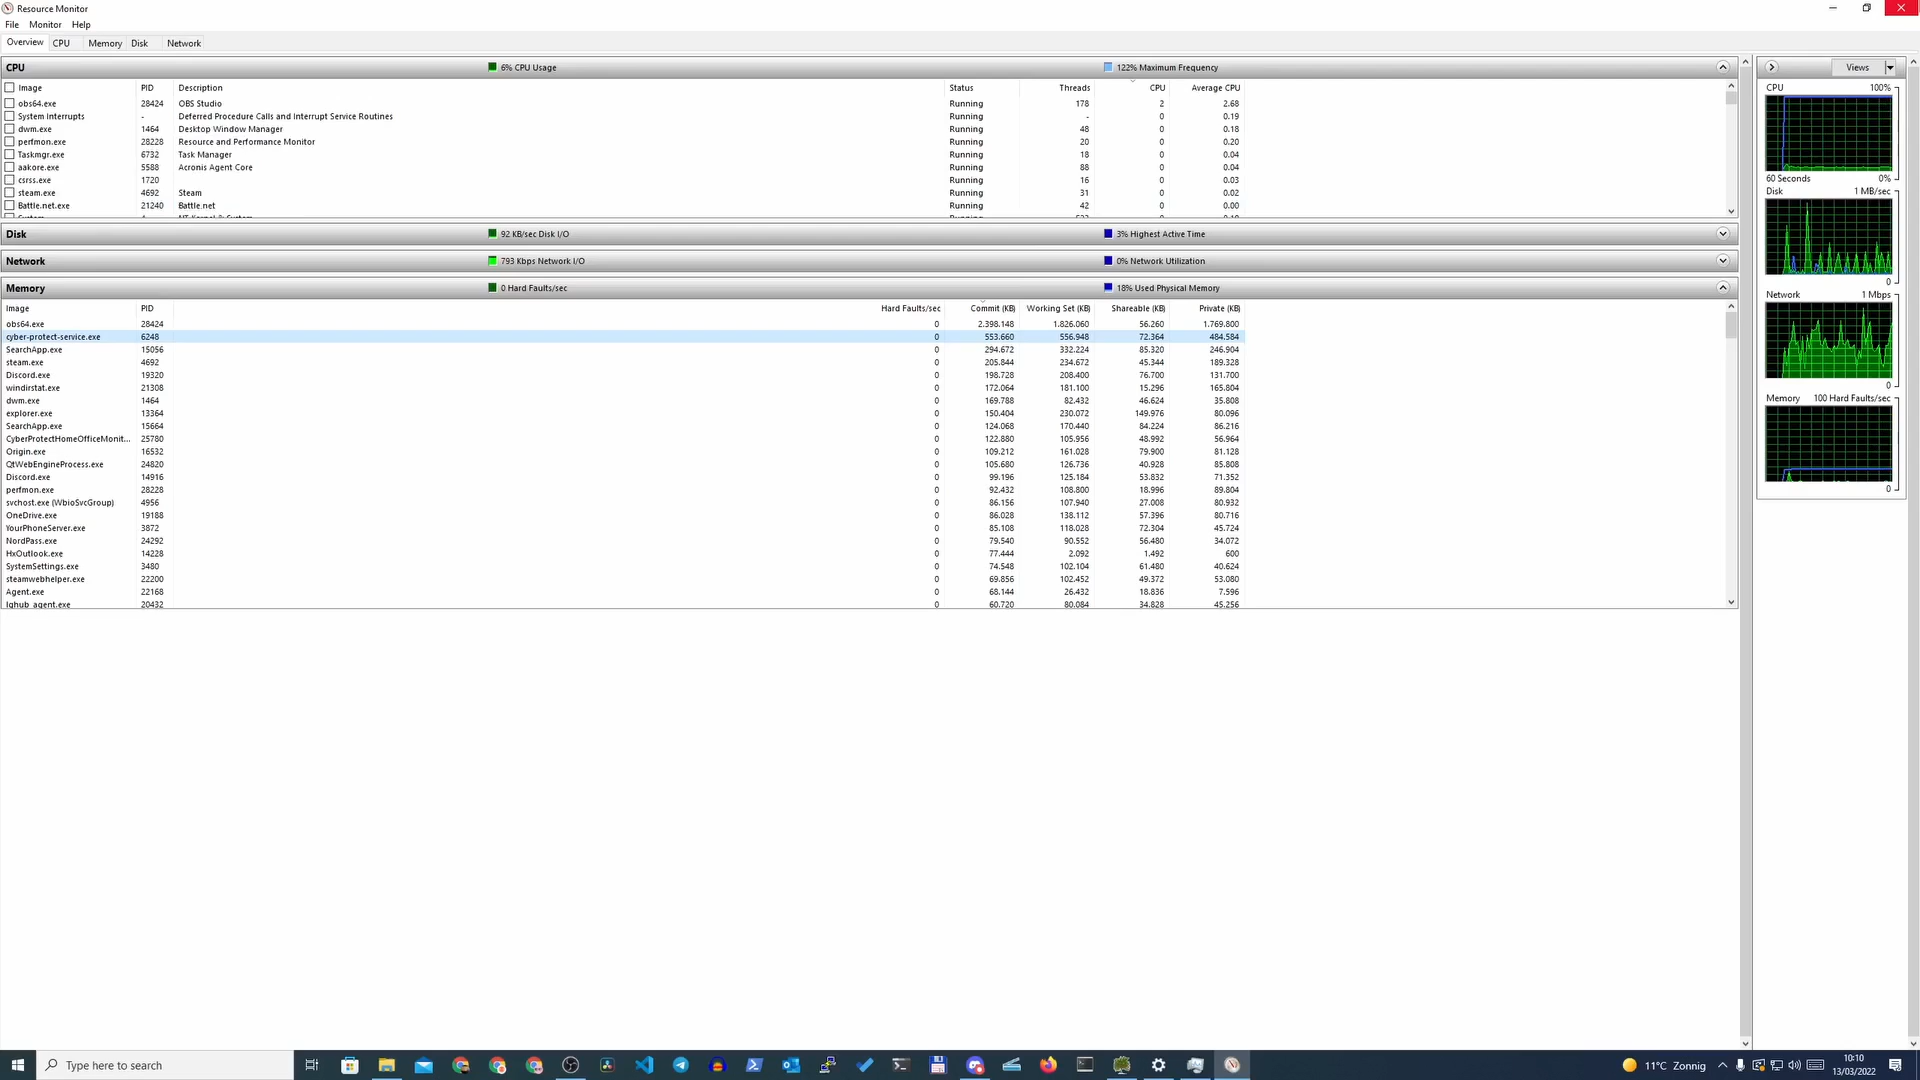 Resource Monitor
File Monitor Help
Overview CPU Memory Disk Network
CPU 6% CPU Usage 122% Maximum Frequency
Image PID Description Status Threads CPU Average CPU
obs64.exe 28424 OBS Studio Running 178 2 2.68
System Interrupts - Deferred Procedure Calls and Interrupt Service Routines Running - 0 0.19
dwm.exe 1464 Desktop Window Manager Running 48 0 0.18
perfmon.exe 28228 Resource and Performance Monitor Running 20 0 0.20
Taskmgr.exe 6732 Task Manager Running 18 0 0.04
aakore.exe 5588 Acronis Agent Core Running 88 0 0.04
csrss.exe 1720 Running 16 0 0.03
steam.exe 4692 Steam Running 31 0 0.02
Battle.net.exe 21240 Battle.net Running 42 0 0.00
Disk 92 KB/sec Disk I/O 3% Highest Active Time
Network 793 Kbps Network I/O 0% Network Utilization
Memory 0 Hard Faults/sec 18% Used Physical Memory
Image PID Hard Faults/sec Commit (KB) Working Set (KB) Shareable (KB) Private (KB)
obs64.exe 28424 0 2.398.148 1.826.060 56.260 1.769.800
cyber-protect-service.exe 6248 0 553.660 556.948 72.364 484.584
SearchApp.exe 15056 0 294.672 332.224 85.320 246.904
steam.exe 4692 0 205.844 234.672 45.344 189.328
Discord.exe 19320 0 198.728 208.400 76.700 131.700
windirstat.exe 21308 0 172.064 181.100 15.296 165.804
dwm.exe 1464 0 169.788 82.432 46.624 35.808
explorer.exe 13364 0 150.404 230.072 149.976 80.096
SearchApp.exe 15664 0 124.068 170.440 84.224 86.216
CyberProtectHomeOfficeMonit... 25780 0 122.880 105.956 48.992 56.964
Origin.exe 16532 0 109.212 161.028 79.900 81.128
QtWebEngineProcess.exe 24820 0 105.680 126.736 40.928 85.808
Discord.exe 14916 0 99.196 125.184 53.832 71.352
perfmon.exe 28228 0 92.432 108.800 18.996 89.804
svchost.exe (WbioSvcGroup) 4956 0 86.156 107.940 27.008 80.932
OneDrive.exe 19188 0 86.028 138.112 57.396 80.716
YourPhoneServer.exe 3872 0 85.108 118.028 72.304 45.724
NordPass.exe 24292 0 79.540 90.552 56.480 34.072
HxOutlook.exe 14228 0 77.444 2.092 1.492 600
SystemSettings.exe 3480 0 74.548 102.104 61.480 40.624
steamwebhelper.exe 22200 0 69.856 102.452 49.372 53.080
Agent.exe 22168 0 68.144 26.432 18.836 7.596
lghub_agent.exe 20432 0 60.720 80.084 34.828 45.256
Views
CPU 100%
60 Seconds 0%
Disk 1 MB/sec
0
Network 1 Mbps
0
Memory 100 Hard Faults/sec
0
Type here to search
11°C Zonnig
10:10
13/03/2022